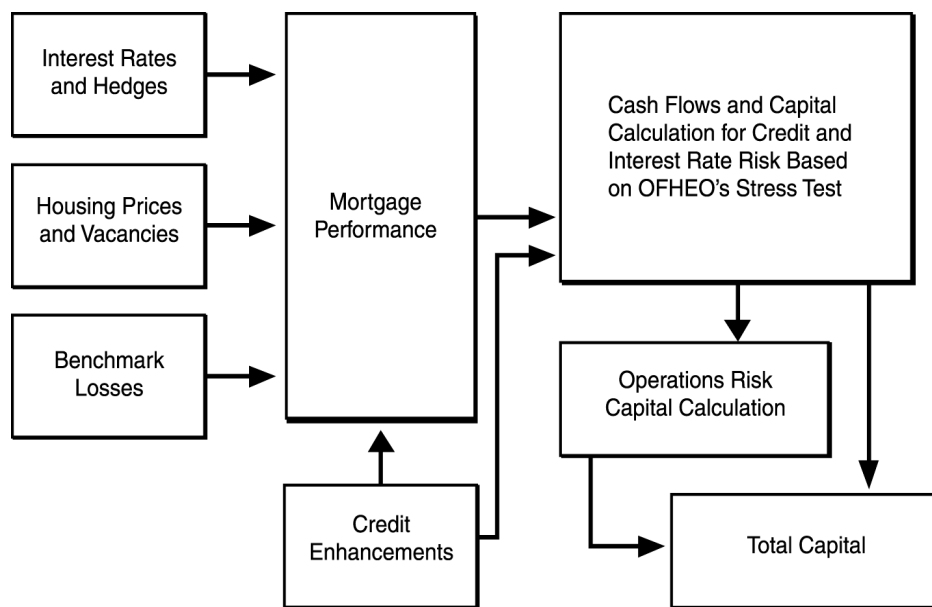 Interest Rates
and Hedges
Housing Prices
and Vacancies
Benchmark
Losses
Mortgage
Performance
Credit
Enhancements
Cash Flows and Capital
Calculation for Credit and
Interest Rate Risk Based
on OFHEO's Stress Test
Operations Risk
Capital Calculation
Total Capital